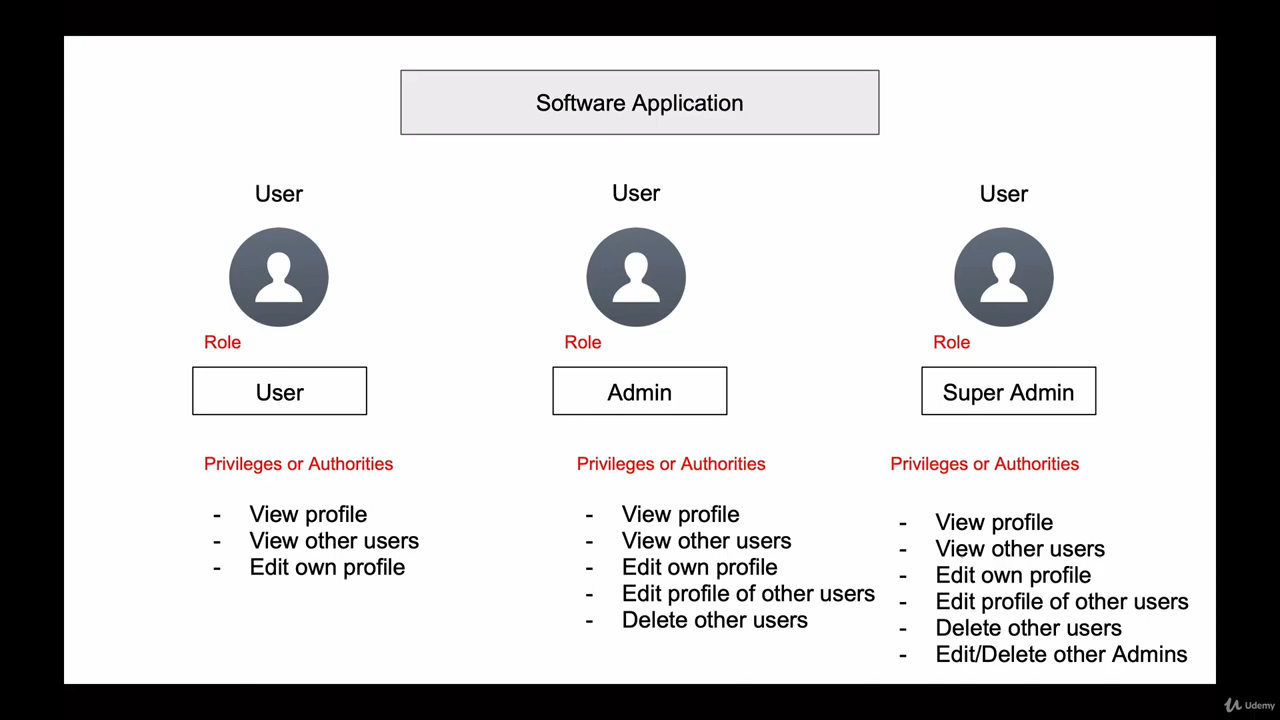 Software Application
User
User
User
Role
Role
Role
User
Admin
Super Admin
Privileges or Authorities
Privileges or Authorities
Privileges or Authorities
- View profile
- View other users
- Edit own profile
- View profile
- View other users
- Edit own profile
- Edit profile of other users
- Delete other users
- View profile
- View other users
- Edit own profile
- Edit profile of other users
- Delete other users
- Edit/Delete other Admins
Udemy